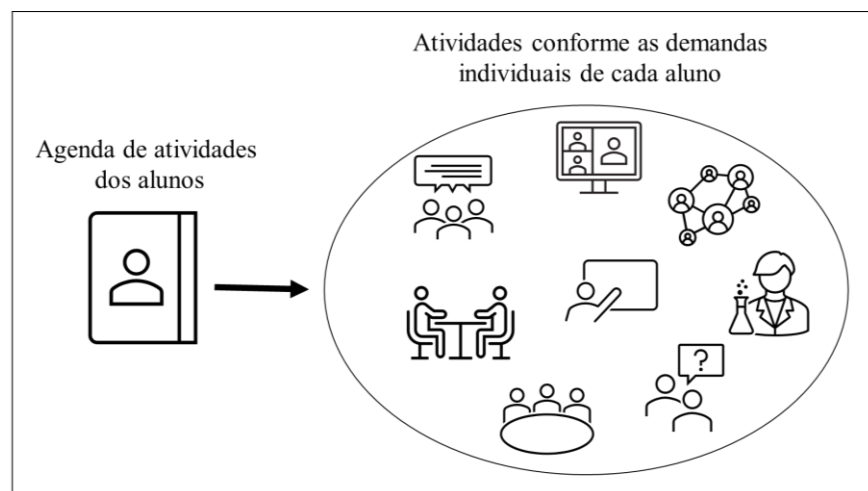 Atividades conforme as demandas
individuais de cada aluno
Agenda de atividades
dos alunos
?